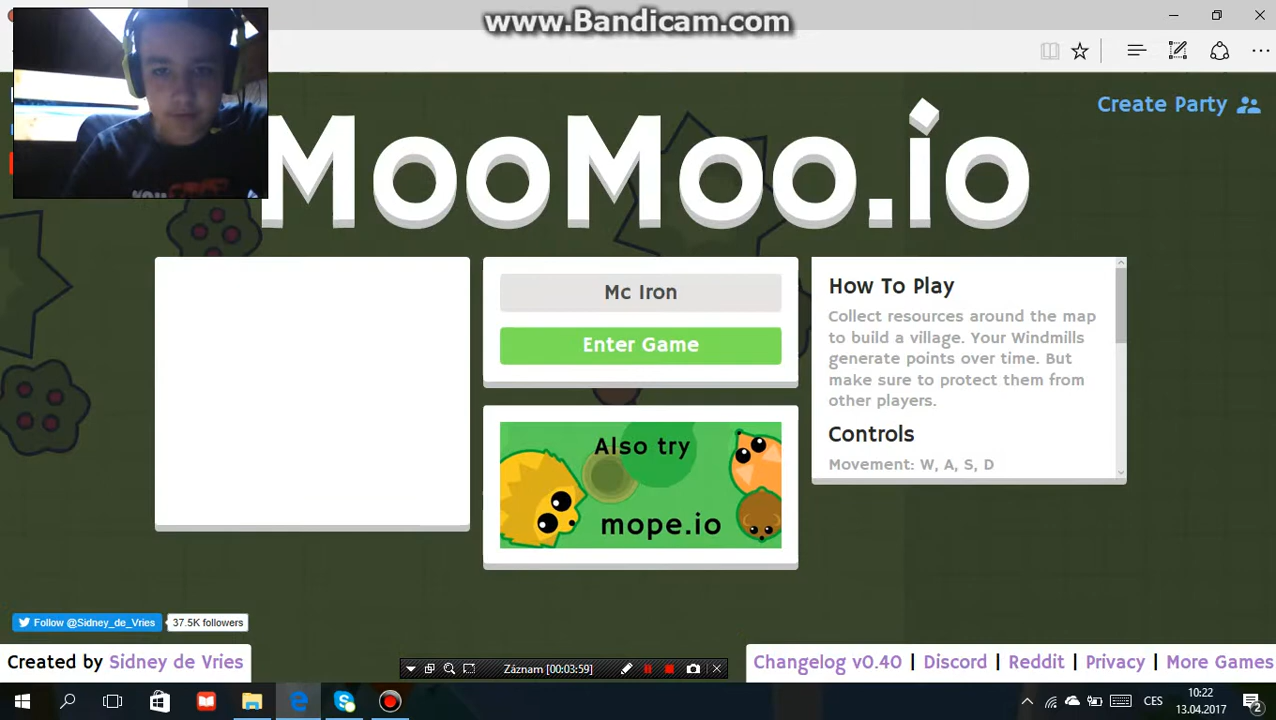 www.Bandicam.com
Create Party
MooMoo.io
Mc Iron
Enter Game
Also try
mope.io
How To Play
Collect resources around the map
to build a village. Your Windmills
generate points over time. But
make sure to protect them from
other players.
Controls
Movement: W, A, S, D
Follow @Sidney_de_Vries
37.5K followers
Created by Sidney de Vries
Záznam [00:03:59]
Changelog v0.40 | Discord | Reddit | Privacy | More Games
CES
10:22
13.04.2017
2